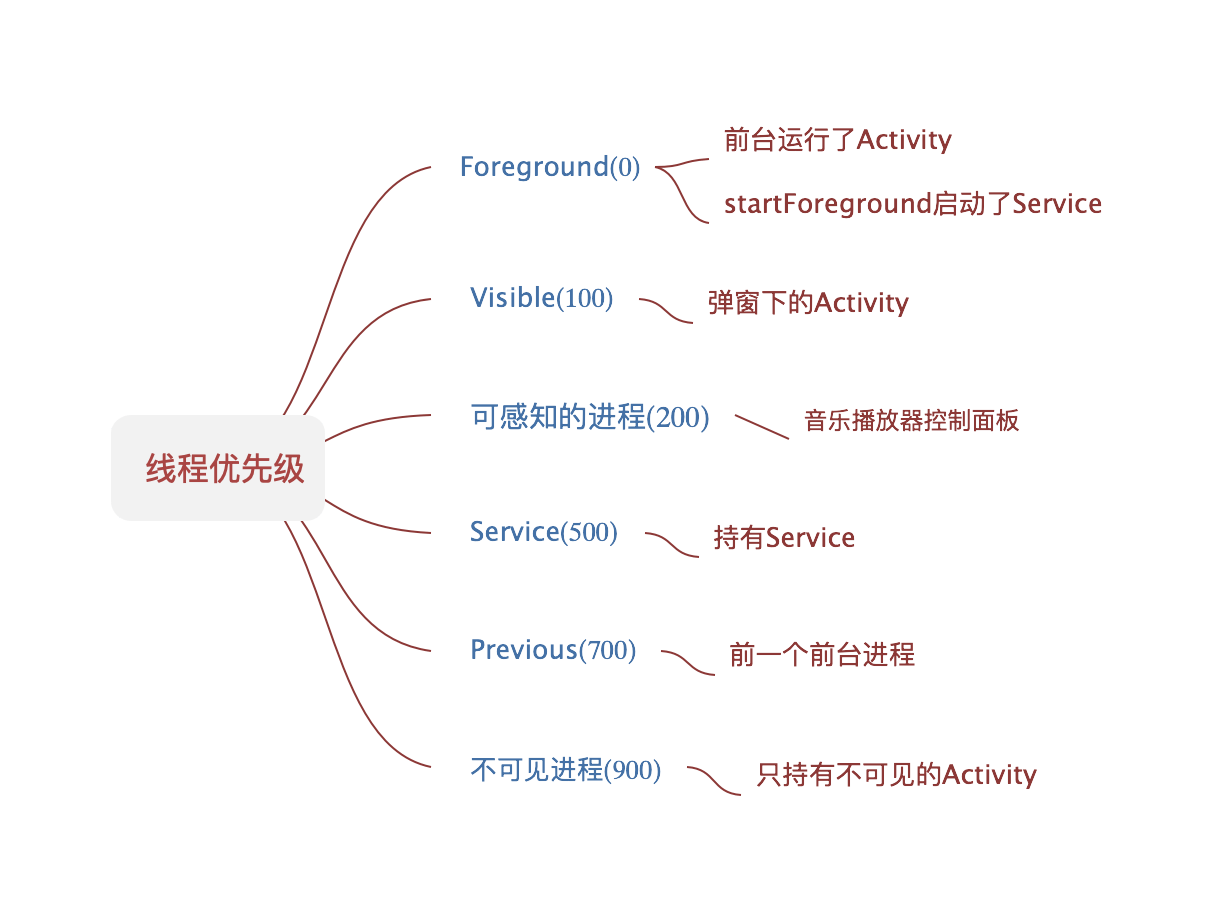 线程优先级
Foreground(0)
前台运行了Activity
startForeground启动了Service
Visible(100)
弹窗下的Activity
可感知的进程(200)
音乐播放器控制面板
Service(500)
持有Service
Previous(700)
前一个前台进程
不可见进程(900)
只持有不可见的Activity